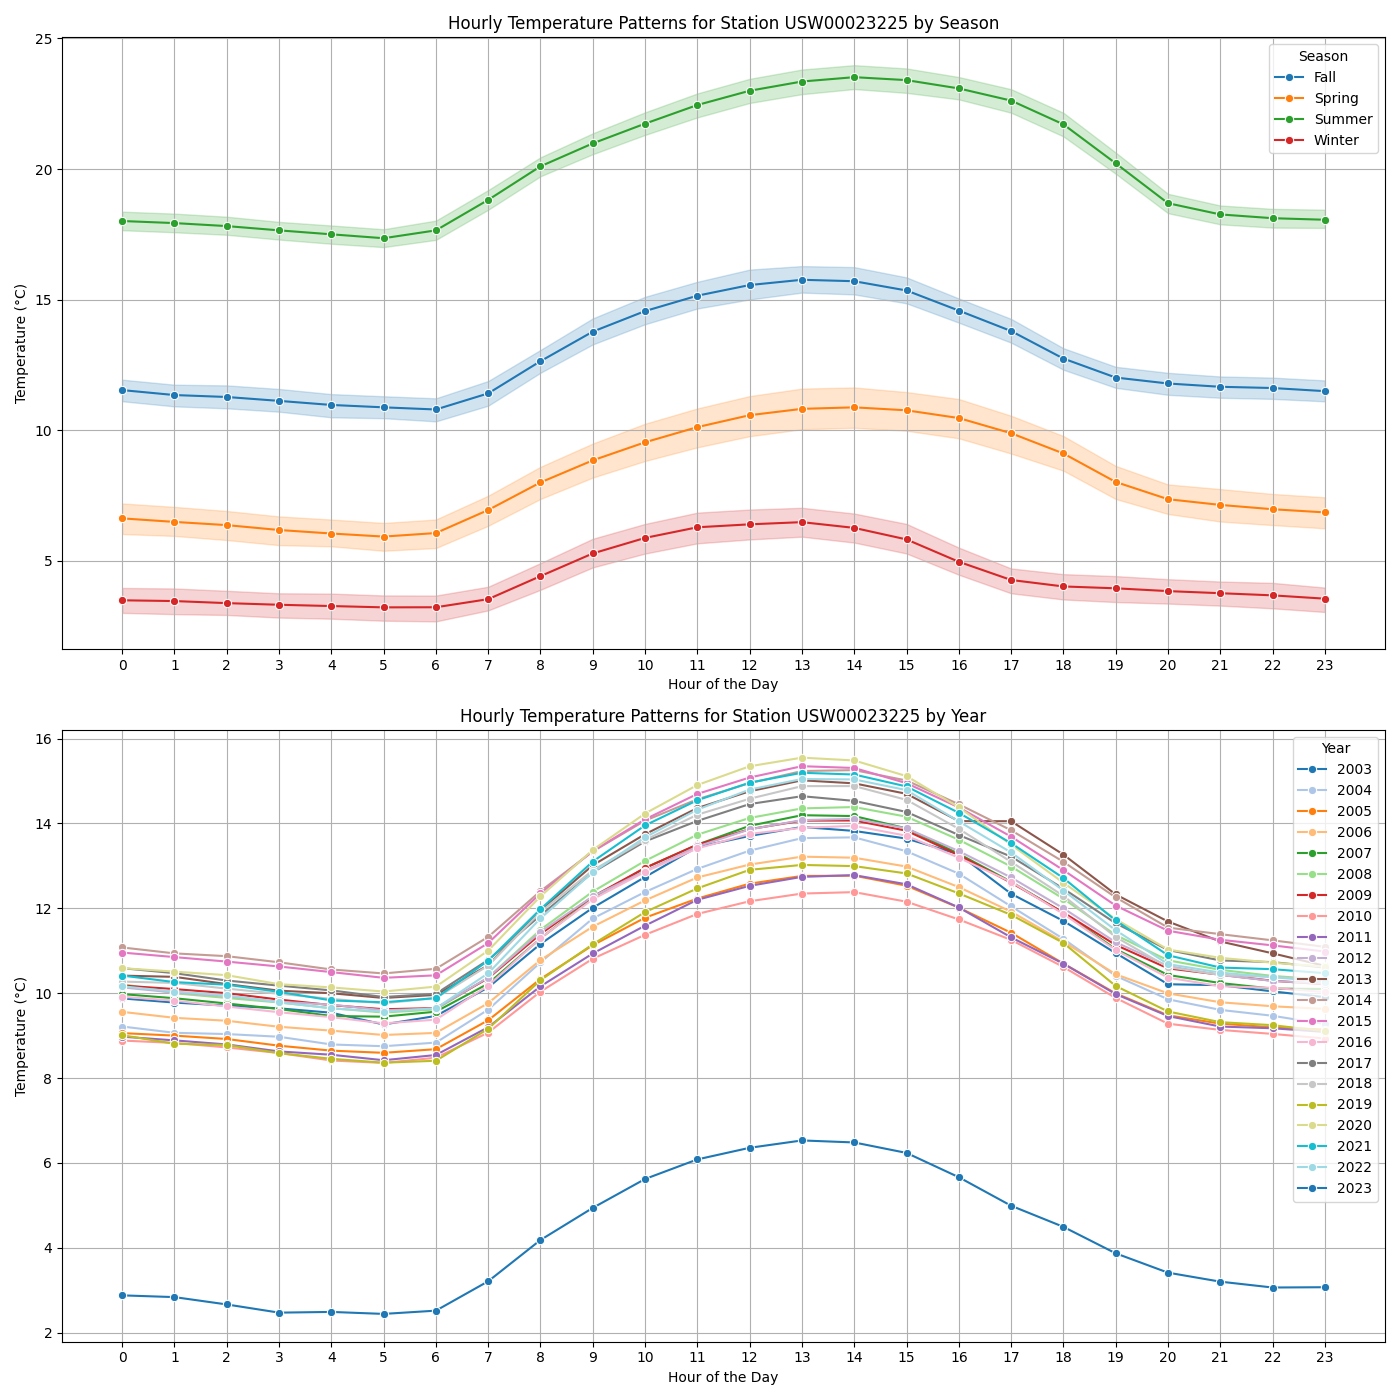 Hourly Temperature Patterns for Station USW00023225 by Season
25
20
15
10
5
Temperature (°C)
Season
Fall
Spring
Summer
Winter
0 1 2 3 4 5 6 7 8 9 10 11 12 13 14 15 16 17 18 19 20 21 22 23
Hour of the Day
Hourly Temperature Patterns for Station USW00023225 by Year
16
14
12
10
8
6
4
2
Temperature (°C)
Year
2003
2004
2005
2006
2007
2008
2009
2010
2011
2012
2013
2014
2015
2016
2017
2018
2019
2020
2021
2022
2023
0 1 2 3 4 5 6 7 8 9 10 11 12 13 14 15 16 17 18 19 20 21 22 23
Hour of the Day